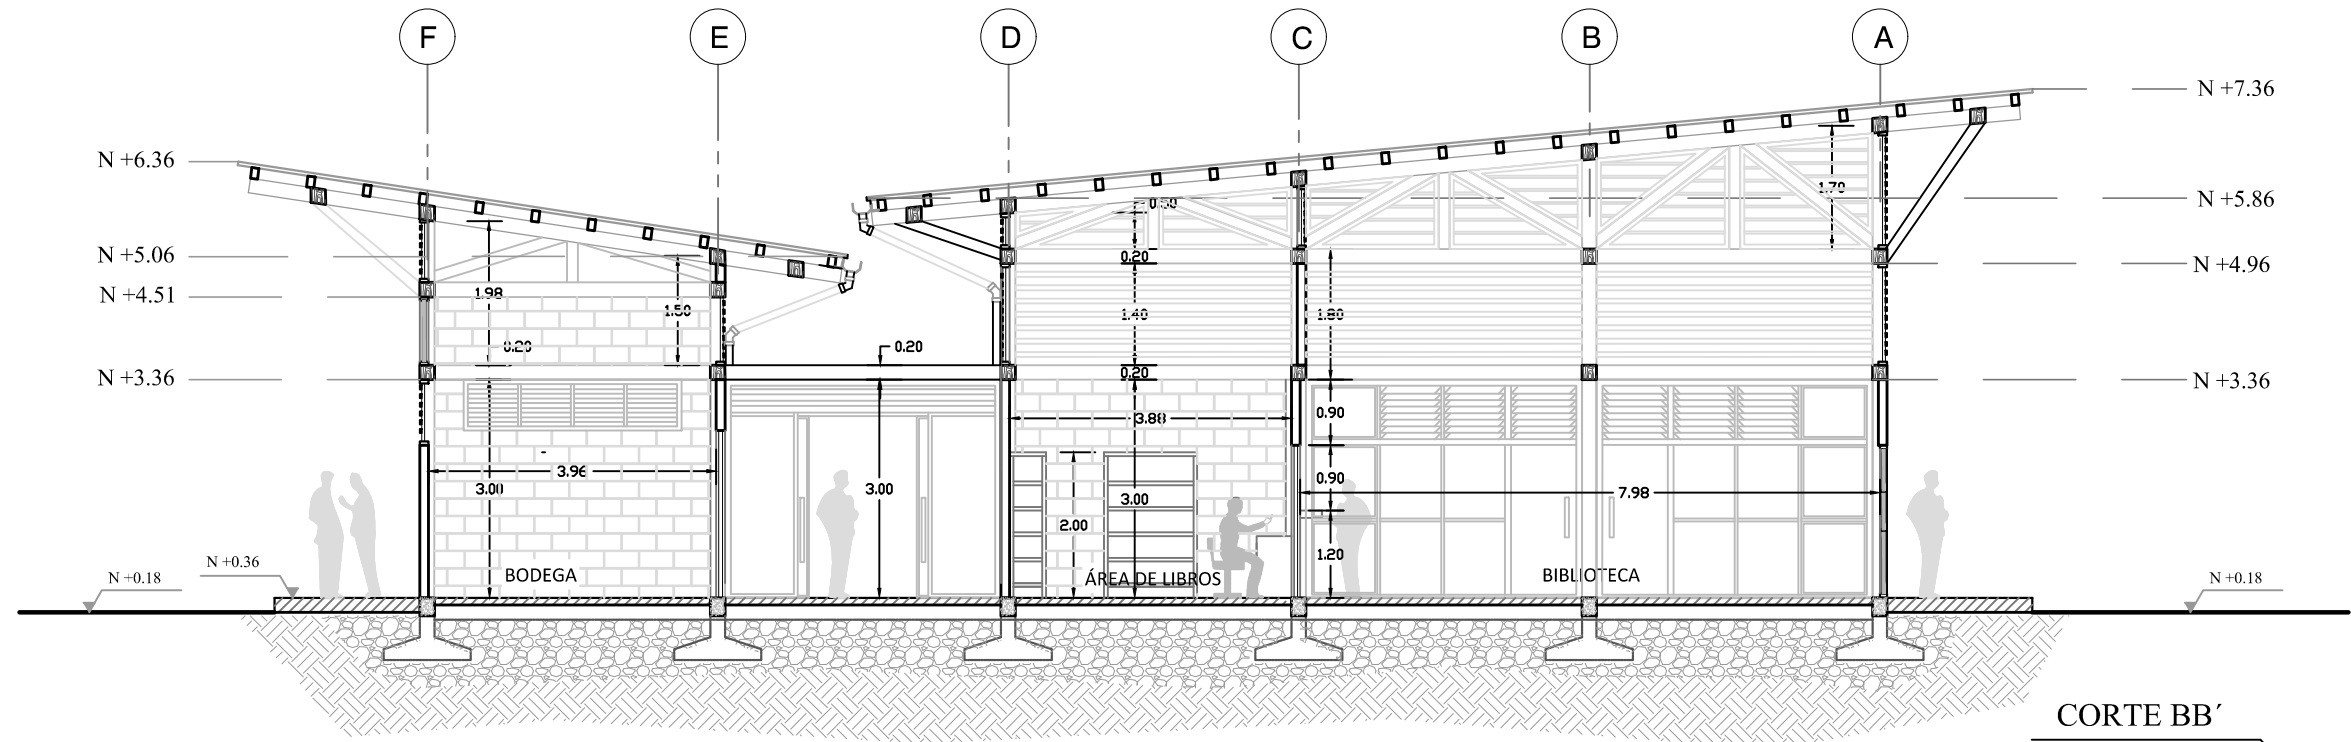 F E D C B A
N +7.36
N +6.36
N +5.86
1.70
0.50
N +5.06
N +4.96
0.20
N +4.51
1.98
1.50
1.40
1.80
0.20
0.20
0.20
N +3.36
N +3.36
0.90
3.88
3.96
3.00
3.00
3.00
0.90
7.98
2.00
1.20
N +0.36
N +0.18
BODEGA
ÁREA DE LIBROS
BIBLIOTECA
N +0.18
CORTE BB´